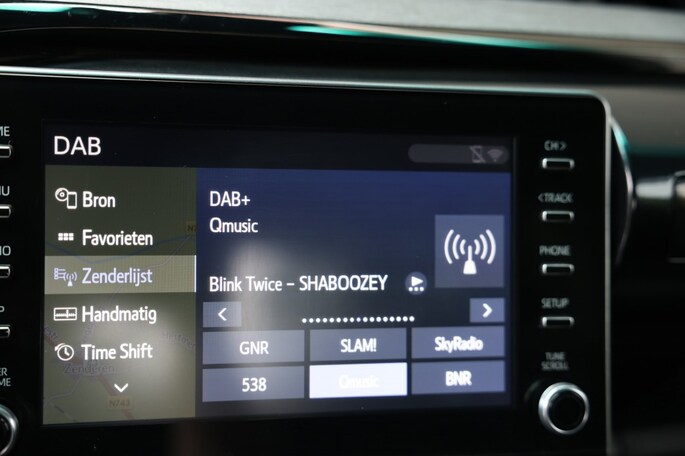 DAB
CH >
< TRACK
PHONE
SETUP
TUNE
SCROLL
Bron
Favorieten
Zenderlijst
Handmatig
Time Shift
DAB+
Qmusic
Blink Twice – SHABOOZEY
<
>
GNR
SLAM!
SkyRadio
538
Qmusic
BNR
N743